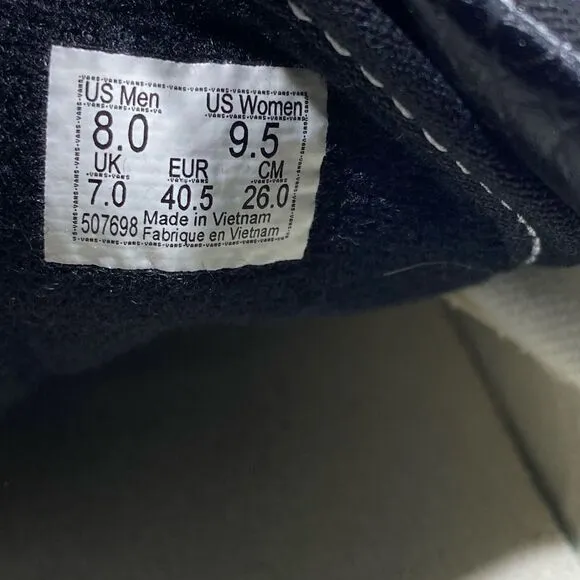 US Men US Women
8.0 9.5
UK EUR CM
7.0 40.5 26.0
507698 Made in Vietnam
Fabrique en Vietnam